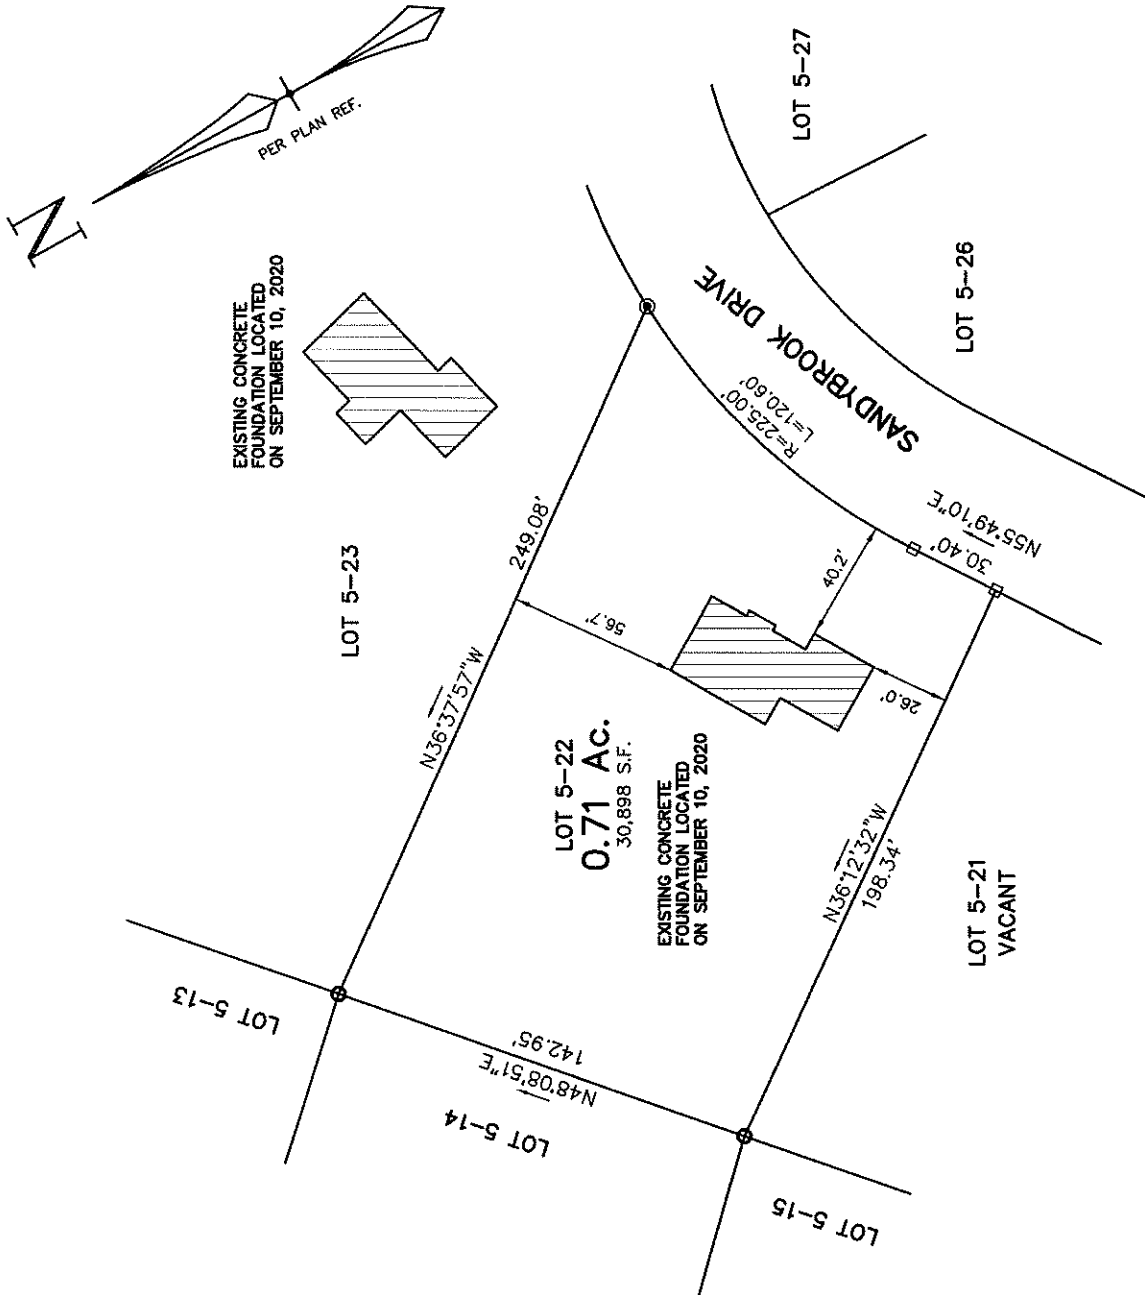 N
PER PLAN REF.
LOT 5-27
EXISTING CONCRETE
FOUNDATION LOCATED
ON SEPTEMBER 10, 2020
SANDYBROOK DRIVE
LOT 5-26
R=225.00'
L=120.60'
249.08'
LOT 5-23
N55°49'10"E
30.40'
40.2'
56.7'
26.0'
N36°37'57"W
LOT 5-22
0.71 Ac.
30,898 S.F.
EXISTING CONCRETE
FOUNDATION LOCATED
ON SEPTEMBER 10, 2020
N36°12'32"W
198.34'
LOT 5-21
VACANT
LOT 5-13
142.95'
N48°08'51"E
LOT 5-14
LOT 5-15